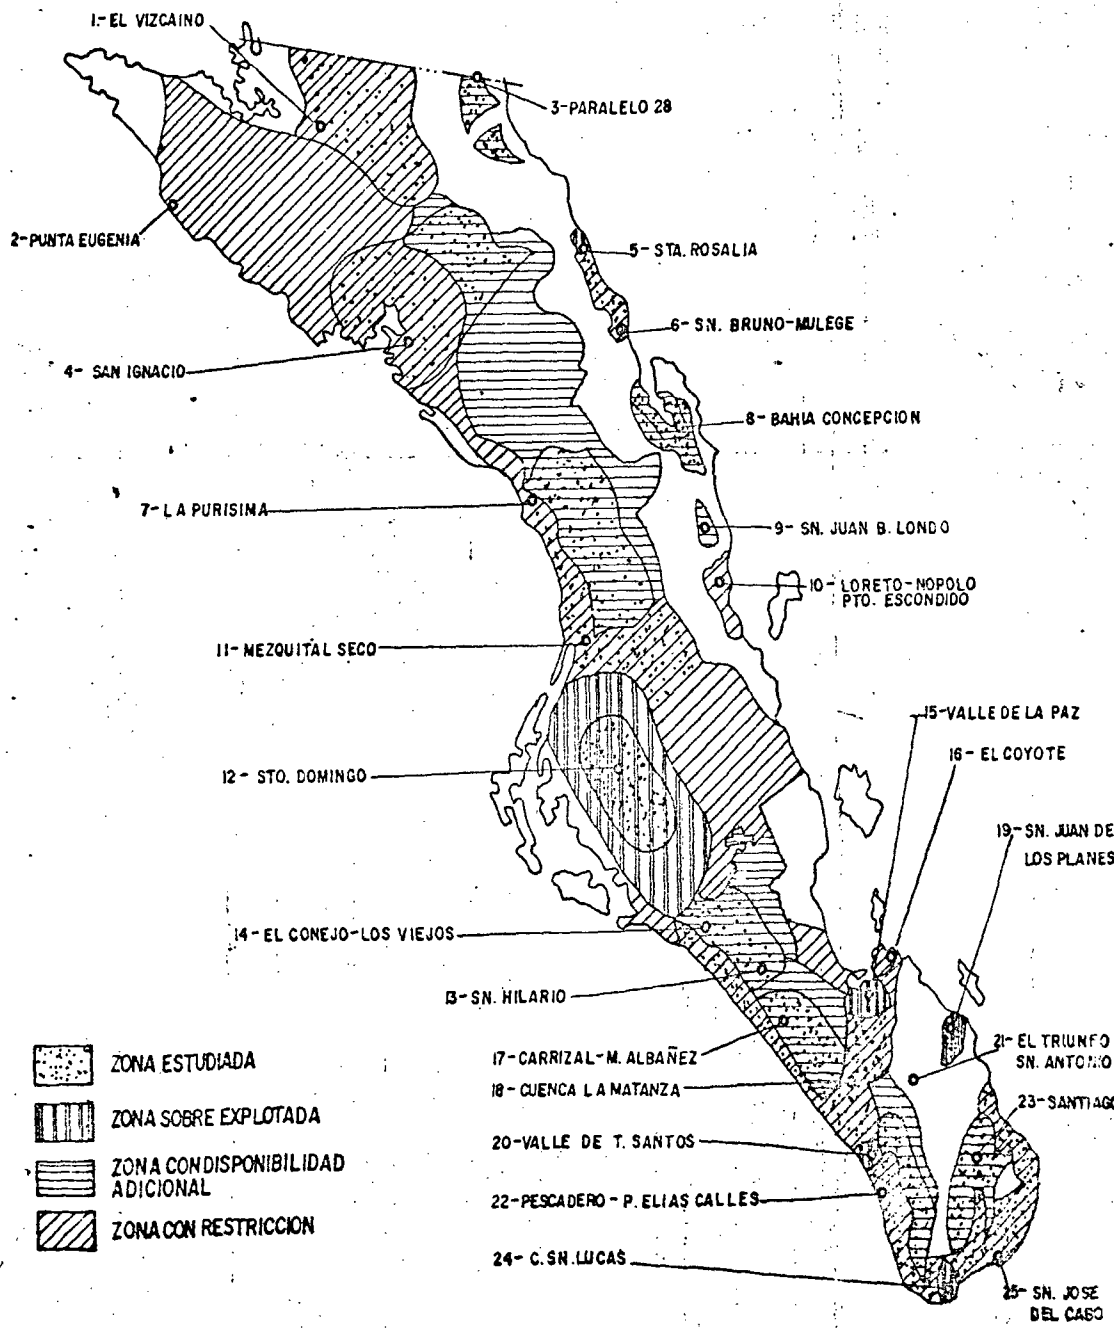 1.-EL VIZCAINO
3-PARALELO 28
2-PUNTA EUGENIA
5-STA. ROSALIA
6-SN. BRUNO-MULEGE
4-SAN IGNACIO
8-BAHIA CONCEPCION
7-LA PURISIMA
9-SN. JUAN B. LONDO
10-LORETO-NOPOLO
PTO. ESCONDIDO
11-MEZQUITAL SECO
15-VALLE DE LA PAZ
16-EL COYOTE
12-STO. DOMINGO
19-SN. JUAN DE
LOS PLANES
14-EL CONEJO-LOS VIEJOS
13-SN. HILARIO
17-CARRIZAL-M. ALBAÑEZ
18-CUENCA LA MATANZA
21-EL TRIUNFO
SN. ANTONIO
23-SANTIAGO
20-VALLE DE T. SANTOS
22-PESCADERO-P. ELIAS CALLES
24-C. SN. LUCAS
25-SN. JOSE
DEL CABO
ZONA ESTUDIADA
ZONA SOBRE EXPLOTADA
ZONA CON DISPONIBILIDAD
ADICIONAL
ZONA CON RESTRICCION